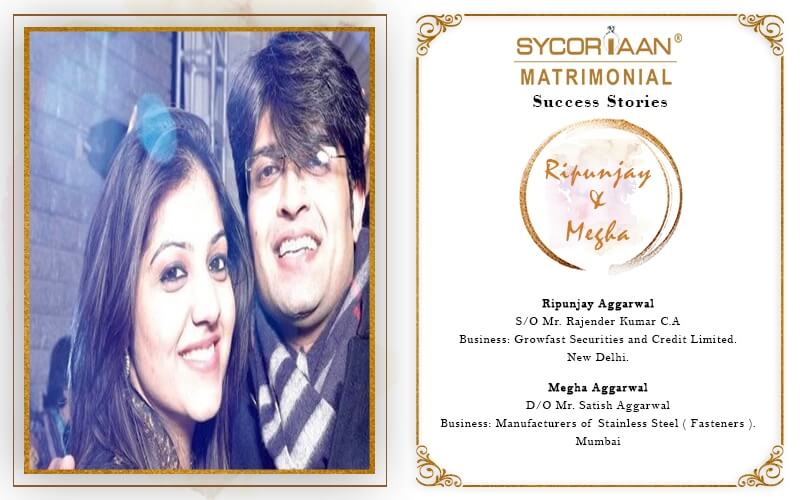 SYCORIAAN®
MATRIMONIAL
Success Stories
Ripunjay
&
Megha
Ripunjay Aggarwal
S/O Mr. Rajender Kumar C.A
Business: Growfast Securities and Credit Limited.
New Delhi.
Megha Aggarwal
D/O Mr. Satish Aggarwal
Business: Manufacturers of Stainless Steel ( Fasteners ).
Mumbai